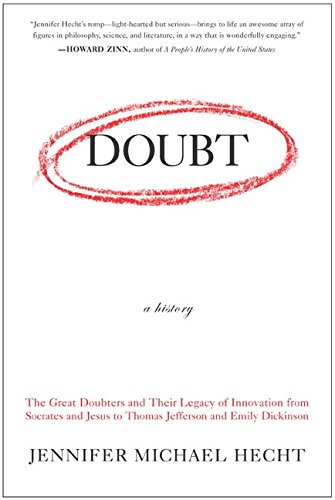 "Jennifer Hecht's romp—light-hearted but serious—brings to life an awesome array of
figures in philosophy, science, and literature, in a way that is wonderfully engaging."
—HOWARD ZINN, author of A People's History of the United States
DOUBT
a history
The Great Doubters and Their Legacy of Innovation from
Socrates and Jesus to Thomas Jefferson and Emily Dickinson
JENNIFER MICHAEL HECHT